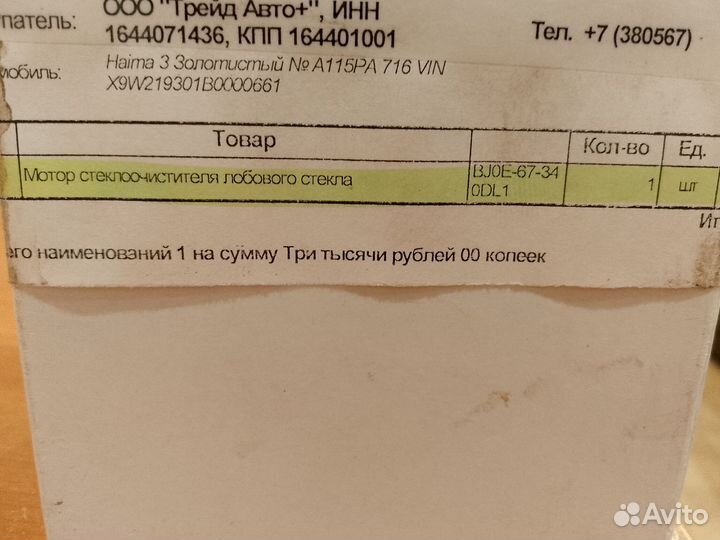 купатель: ООО "Трейд Авто+", ИНН
1644071436, КПП 164401001
Тел. +7 (380567)
мобиль: Haima 3 Золотистый № А115РА 716 VIN
X9W219301B0000661
Товар Кол-во Ед.
Мотор стеклоочистителя лобового стекла BJ0E-67-34 1 шт
0DL1
Ит
его наименований 1 на сумму Три тысячи рублей 00 копеек
Avito